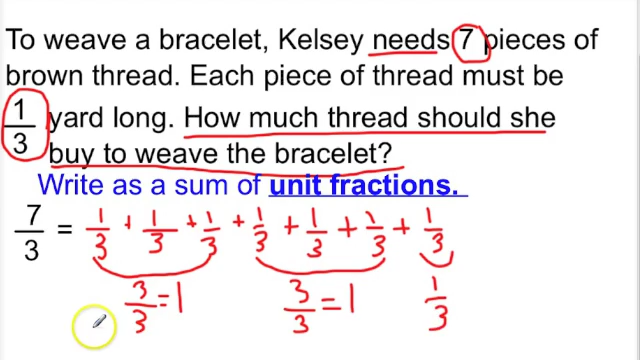 To weave a bracelet, Kelsey needs 7 pieces of
brown thread. Each piece of thread must be
1/3 yard long. How much thread should she
buy to weave the bracelet?
Write as a sum of unit fractions.
7/3 = 1/3 + 1/3 + 1/3 + 1/3 + 1/3 + 1/3 + 1/3
3/3 = 1 3/3 = 1 1/3